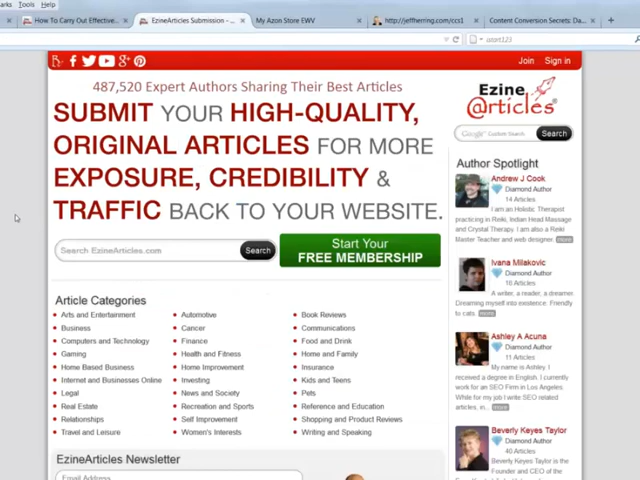 Tools Help
How To Carry Out Effective...
EzineArticles Submission - ...
My Azon Store EWV
http://jeffherring.com/ccs1
Content Conversion Secrets: Da...
Join Sign in
487,520 Expert Authors Sharing Their Best Articles
SUBMIT YOUR HIGH-QUALITY,
ORIGINAL ARTICLES FOR MORE
EXPOSURE, CREDIBILITY &
TRAFFIC BACK TO YOUR WEBSITE.
Search EzineArticles.com
Search
Start Your
FREE MEMBERSHIP
Ezine
@rticles
Google Custom Search
Search
Article Categories
Arts and Entertainment
Automotive
Book Reviews
Business
Cancer
Communications
Computers and Technology
Finance
Food and Drink
Gaming
Health and Fitness
Home and Family
Home Based Business
Home Improvement
Insurance
Internet and Businesses Online
Investing
Kids and Teens
Legal
News and Society
Pets
Real Estate
Recreation and Sports
Reference and Education
Relationships
Self Improvement
Shopping and Product Reviews
Travel and Leisure
Women's Interests
Writing and Speaking
EzineArticles Newsletter
Email Address
Author Spotlight
Andrew J Cook
Diamond Author
14 Articles
I am an Holistic Therapist
practicing in Reiki, Indian Head Massage
and Crystal Therapy. I am also a Reiki
Master Teacher and web designer. more
Ivana Milakovic
Diamond Author
Articles
A writer, a reader, a dreamer.
Dreaming myself into existence. Friendly
to cats. more
Ashley A Acuna
Diamond Author
11 Articles
My name is Ashley. I
received a degree in English. I currently
work for an SEO Firm in Los Angeles.
While for my job I write SEO related
articles, in... more
Beverly Keyes Taylor
Diamond Author
40 Articles
Beverly Keyes Taylor is the
Founder and CEO of the